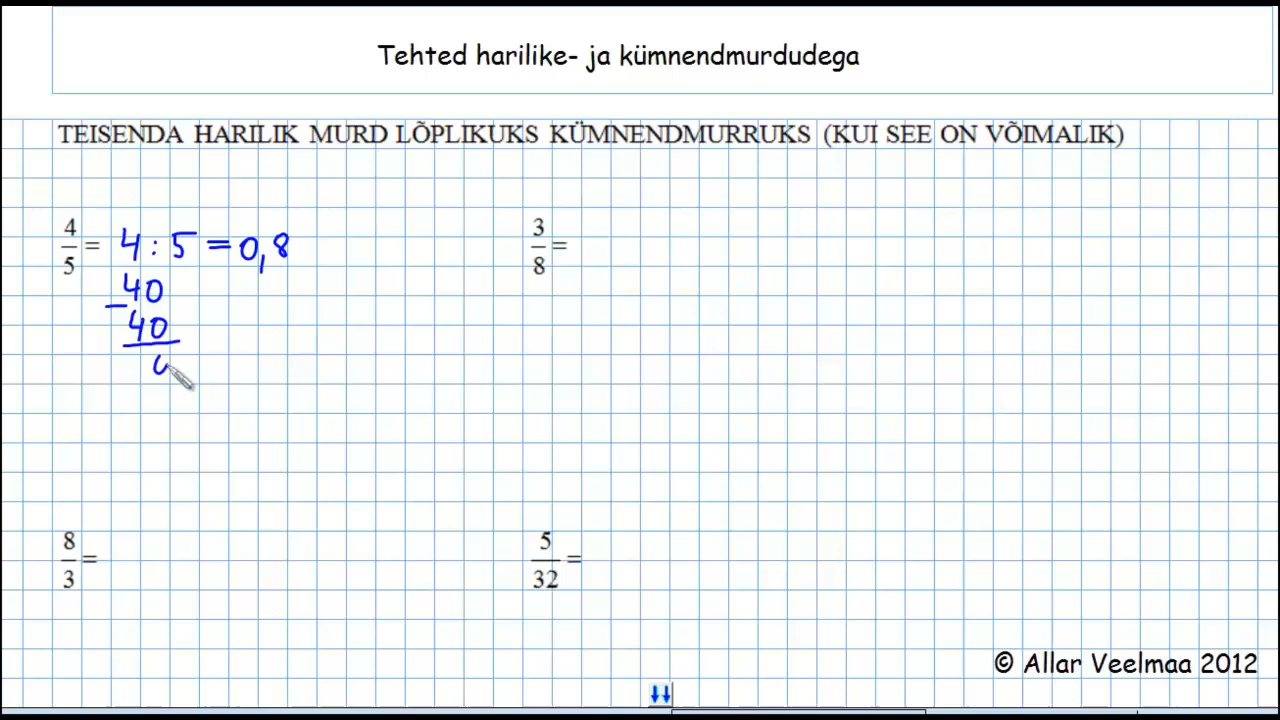 Tehted harilike- ja kümnendmurdudega
TEISENDA HARILIK MURD LÕPLIKUKS KÜMNENDMURRUKS (KUI SEE ON VÕIMALIK)
4/5 = 4 : 5 = 0,8
40
- 40
0
3/8 =
8/3 =
5/32 =
© Allar Veelmaa 2012